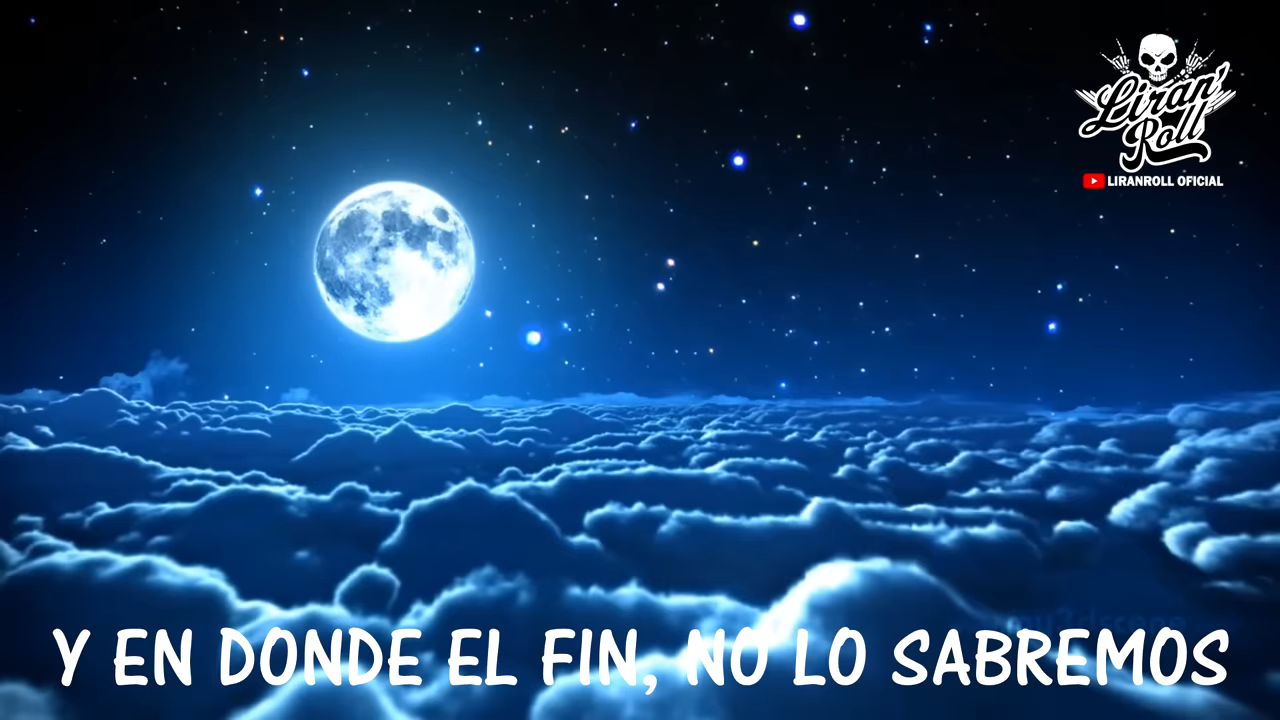 Liran'
Roll
LIRANROLL OFICIAL
Y EN DONDE EL FIN, NO LO SABREMOS